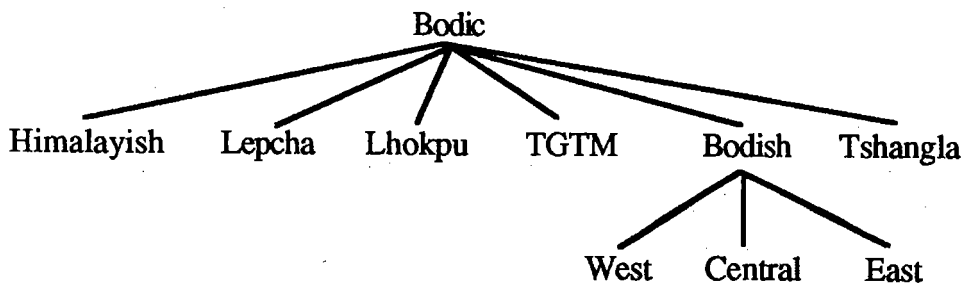 Bodic
Himalayish Lepcha Lhokpu TGTM Bodish Tshangla
West Central East